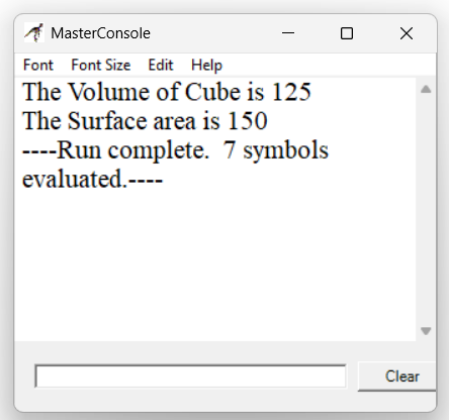 MasterConsole
Font Font Size Edit Help
The Volume of Cube is 125
The Surface area is 150
----Run complete.  7 symbols
evaluated.----
Clear